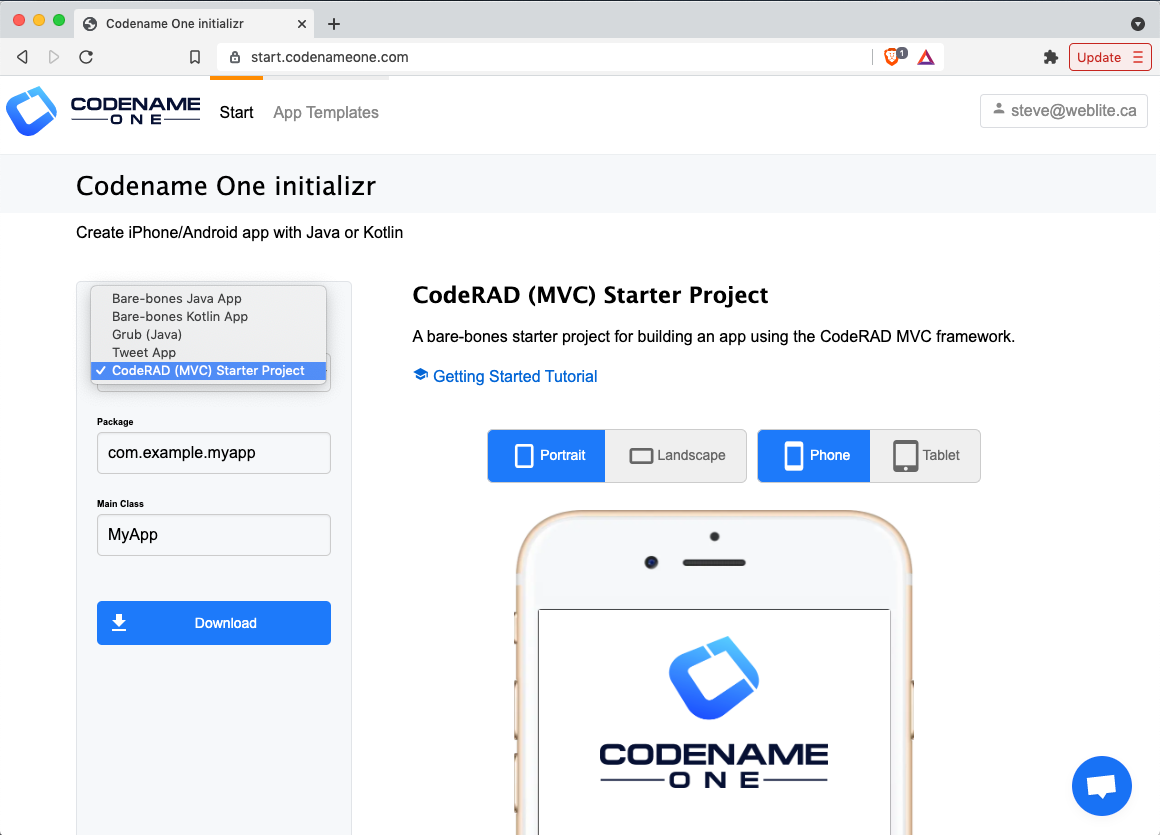 Codename One initializr
start.codenameone.com
1
Update
CODENAME
ONE
Start
App Templates
steve@weblite.ca
Codename One initializr
Create iPhone/Android app with Java or Kotlin
Bare-bones Java App
Bare-bones Kotlin App
Grub (Java)
Tweet App
CodeRAD (MVC) Starter Project
Package
com.example.myapp
Main Class
MyApp
Download
CodeRAD (MVC) Starter Project
A bare-bones starter project for building an app using the CodeRAD MVC framework.
Getting Started Tutorial
Portrait
Landscape
Phone
Tablet
CODENAME
ONE